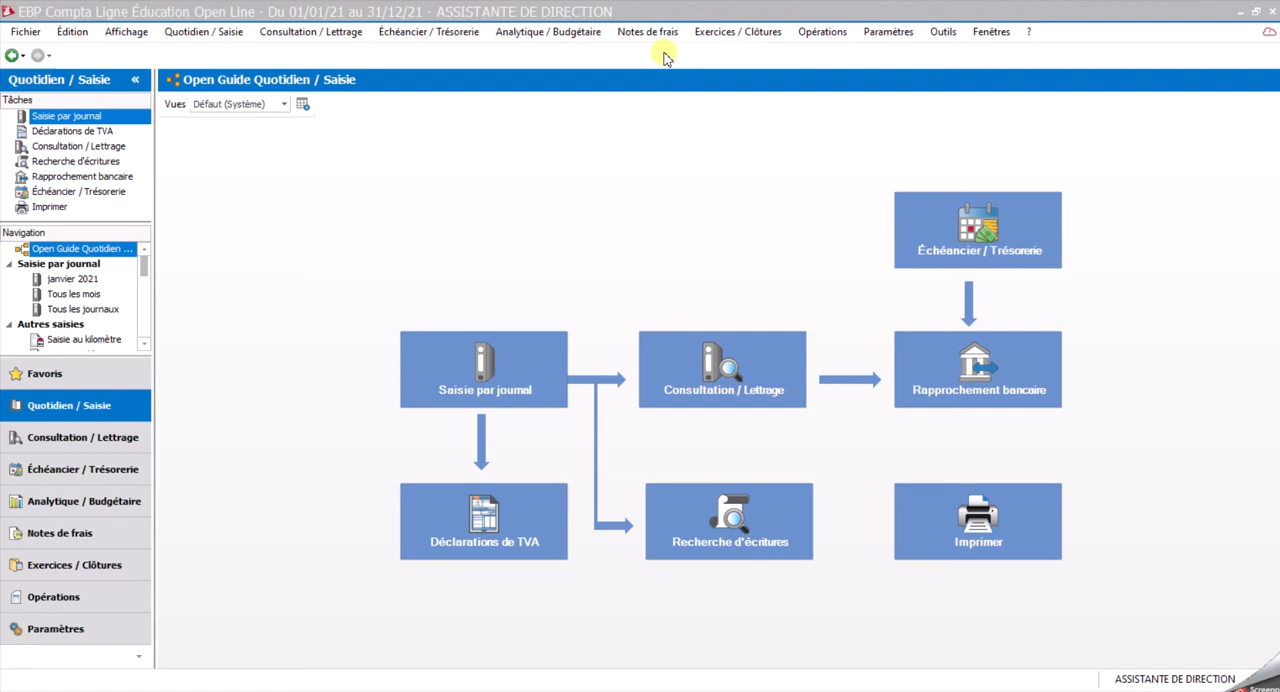 EBP Compta Ligne Éducation Open Line - Du 01/01/21 au 31/12/21 - ASSISTANTE DE DIRECTION
Fichier Édition Affichage Quotidien / Saisie Consultation / Lettrage Échéancier / Trésorerie Analytique / Budgétaire Notes de frais Exercices / Clôtures Opérations Paramètres Outils Fenêtres ?
Quotidien / Saisie «
Open Guide Quotidien / Saisie
Tâches
Vues Défaut (Système)
Saisie par journal
Déclarations de TVA
Consultation / Lettrage
Recherche d'écritures
Rapprochement bancaire
Échéancier / Trésorerie
Imprimer
Navigation
Open Guide Quotidien ...
Saisie par journal
janvier 2021
Tous les mois
Tous les journaux
Autres saisies
Saisie au kilomètre
Favoris
Quotidien / Saisie
Consultation / Lettrage
Échéancier / Trésorerie
Analytique / Budgétaire
Notes de frais
Exercices / Clôtures
Opérations
Paramètres
Échéancier / Trésorerie
Saisie par journal
Consultation / Lettrage
Rapprochement bancaire
Déclarations de TVA
Recherche d'écritures
Imprimer
ASSISTANTE DE DIRECTION